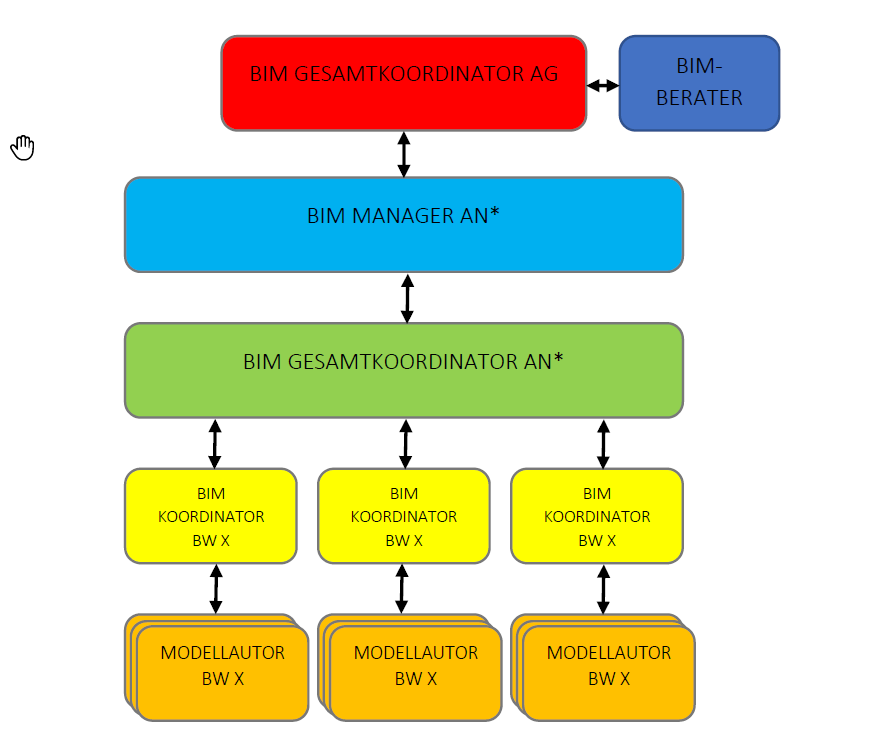 BIM GESAMTKOORDINATOR AG
BIM-
BERATER
BIM MANAGER AN*
BIM GESAMTKOORDINATOR AN*
BIM
KOORDINATOR
BW X
BIM
KOORDINATOR
BW X
BIM
KOORDINATOR
BW X
MODELLAUTOR
BW X
MODELLAUTOR
BW X
MODELLAUTOR
BW X